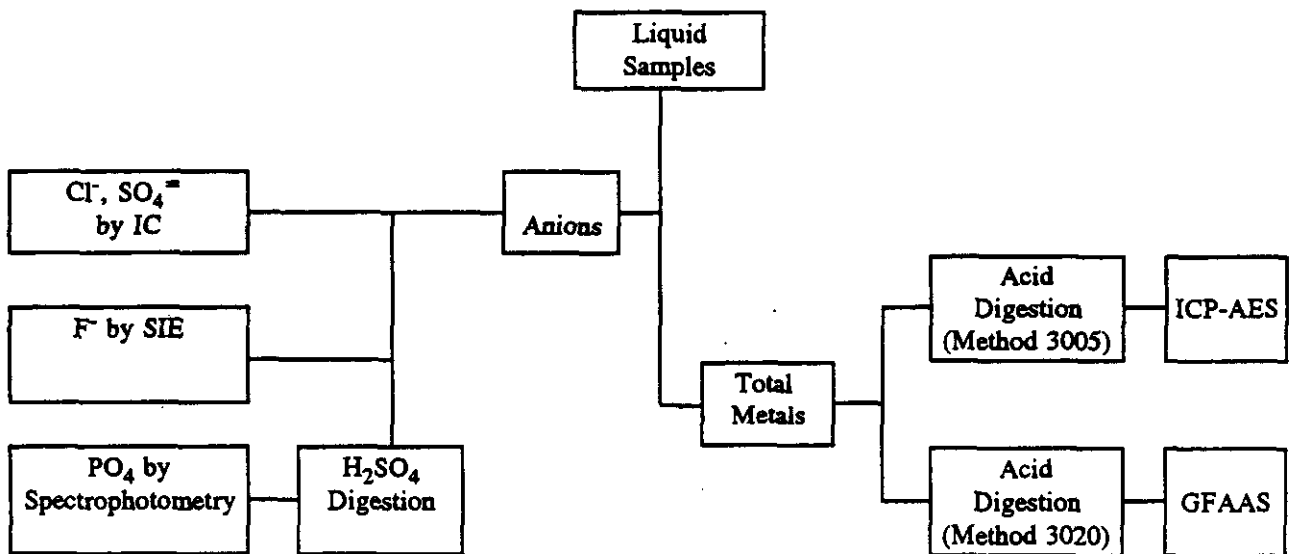 Liquid
Samples
Cl⁻, SO₄⁼
by IC
Anions
F⁻ by SIE
PO₄ by
Spectrophotometry
H₂SO₄
Digestion
Total
Metals
Acid
Digestion
(Method 3005)
ICP-AES
Acid
Digestion
(Method 3020)
GFAAS